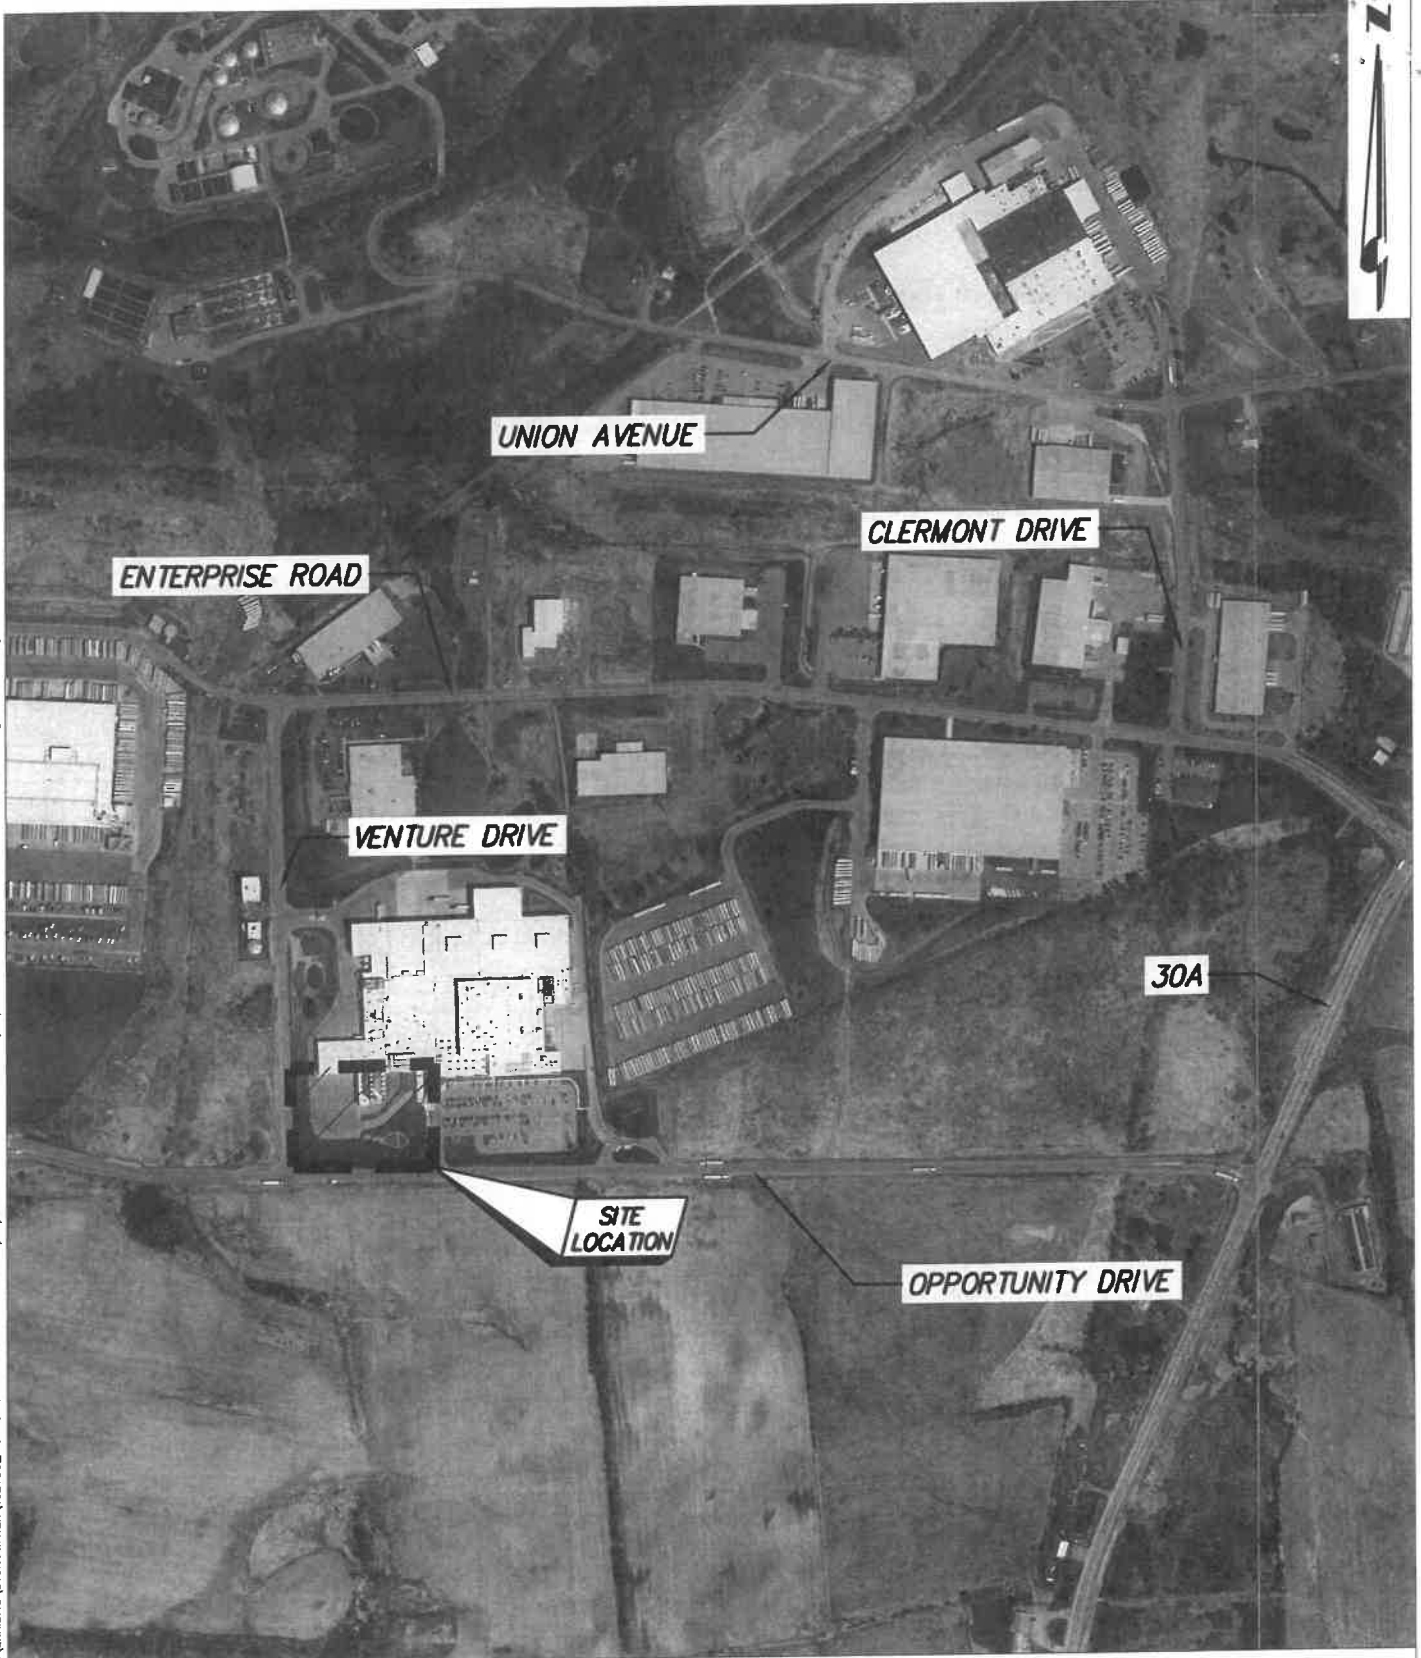 Z
UNION AVENUE
CLERMONT DRIVE
ENTERPRISE ROAD
VENTURE DRIVE
30A
SITE
LOCATION
OPPORTUNITY DRIVE